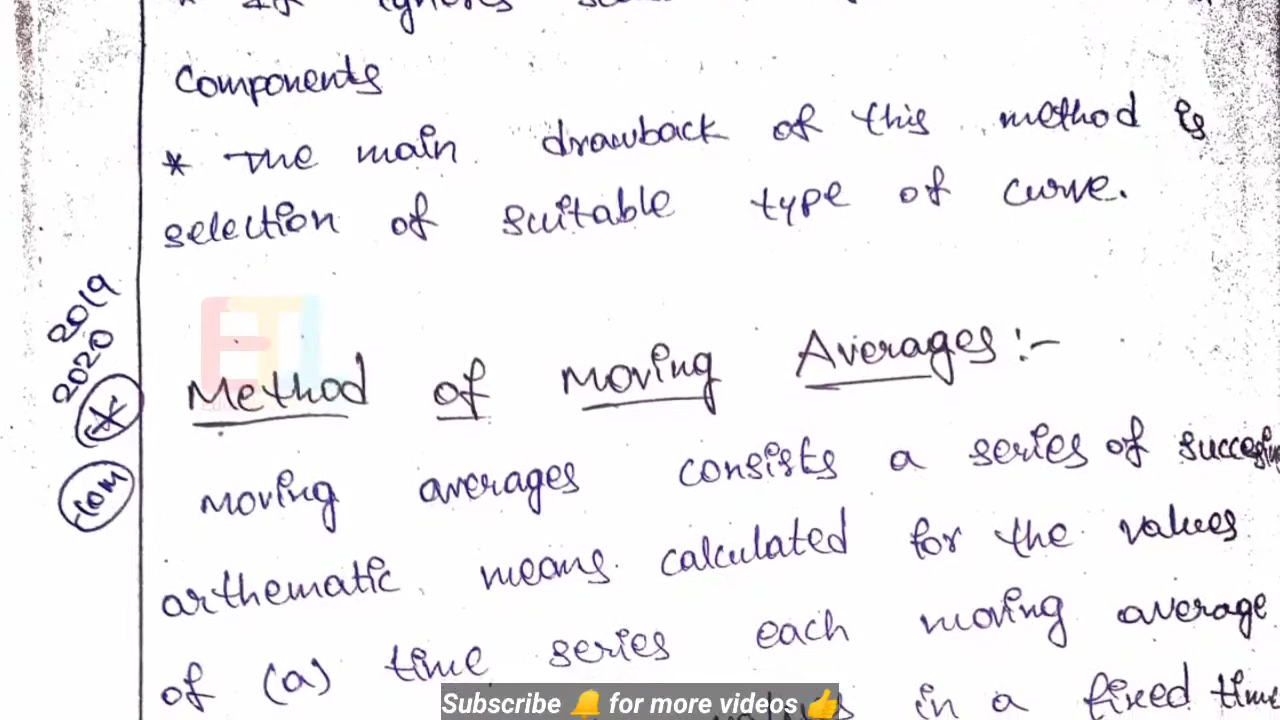 Components
* The main drawback of this method is
selection of suitable type of curve.
2019
2020
Method of Moving Averages:-
10M
moving averages consists a series of
arthematic means calculated for the values
of (a) time series each moving average
in a fixed time
Subscribe 🔔 for more videos 👍